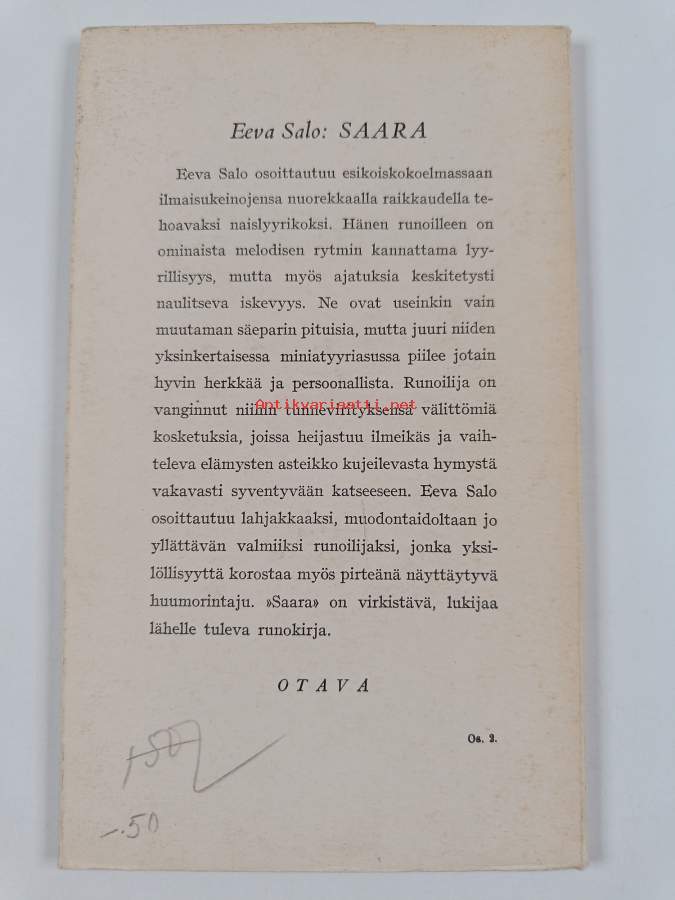 Eeva Salo: SAARA
Eeva Salo osoittautuu esikoiskokoelmassaan
ilmaisukeinojensa nuorekkaalla raikkaudella te-
hoavaksi naislyyrikoksi. Hänen runoilleen on
ominaista melodisen rytmin kannattama lyy-
rillisyys, mutta myös ajatuksia keskitetysti
naulitseva iskevyys. Ne ovat useinkin vain
muutaman säeparin pituisia, mutta juuri niiden
yksinkertaisessa miniatyyriasussa piilee jotain
hyvin herkkää ja persoonallista. Runoilija on
Antikvariaatti.net
vanginnut niihin tunnevirityksensä välittömiä
kosketuksia, joissa heijastuu ilmeikäs ja vaih-
televa elämysten asteikko kujeilevasta hymystä
vakavasti syventyvään katseeseen. Eeva Salo
osoittautuu lahjakkaaksi, muodontaidoltaan jo
yllättävän valmiiksi runoilijaksi, jonka yksi-
löllisyyttä korostaa myös pirteänä näyttäytyvä
huumorintaju. »Saara» on virkistävä, lukijaa
lähelle tuleva runokirja.
OTAVA
Os. 2.
-.50